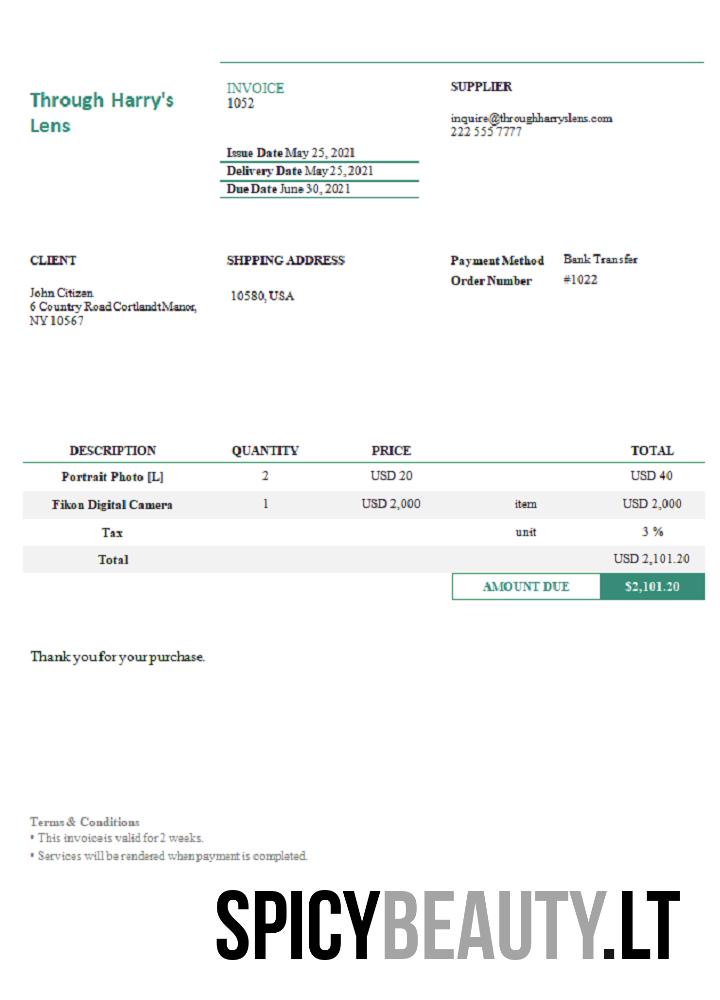 Through Harry's
Lens
INVOICE
1052
SUPPLIER
inquire@throughharryslens.com
222 555 7777
Issue Date May 25, 2021
Delivery Date May 25, 2021
Due Date June 30, 2021
CLIENT
SHPPING ADDRESS
Payment Method Bank Transfer
Order Number #1022
John Citizen
6 Country Road Cortlandt Manor,
NY 10567
10580, USA
DESCRIPTION QUANTITY PRICE TOTAL
Portrait Photo [L] 2 USD 20 USD 40
Fikon Digital Camera 1 USD 2,000 item USD 2,000
Tax unit 3 %
Total USD 2,101.20
AMOUNT DUE $2,101.20
Thank you for your purchase.
Terms & Conditions
• This invoice is valid for 2 weeks.
• Services will be rendered when payment is completed.
SPICYBEAUTY.LT